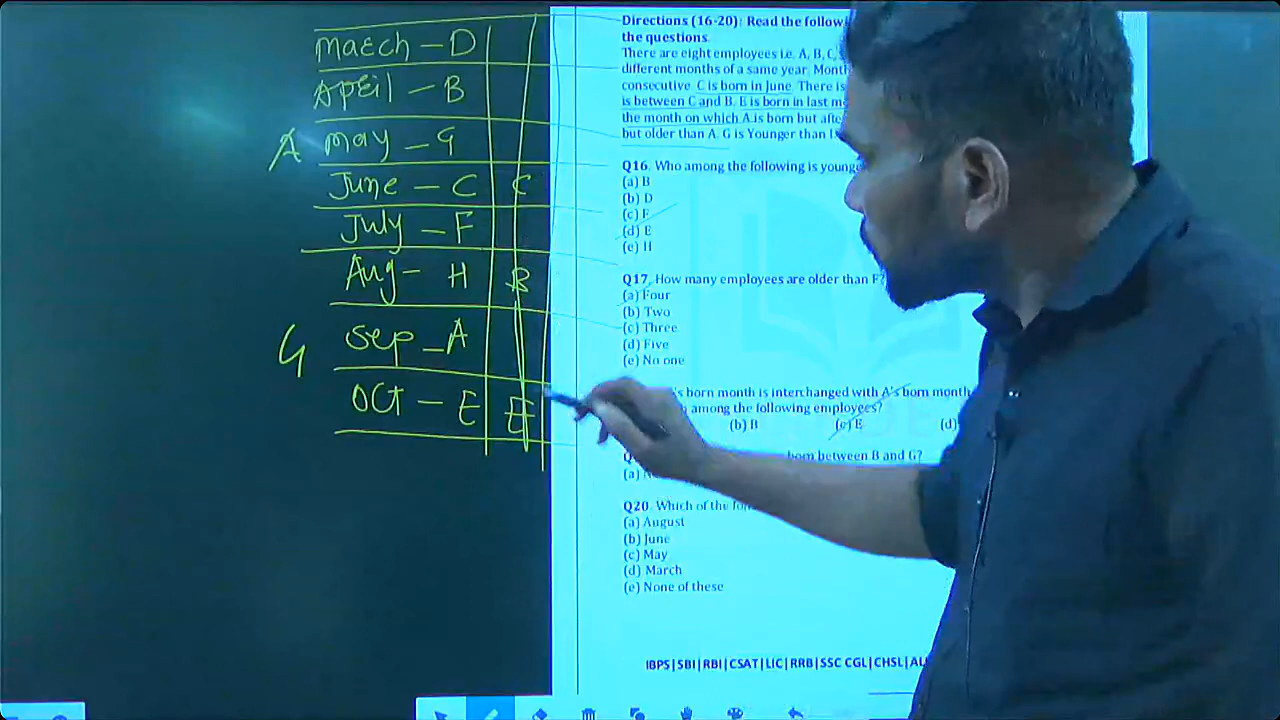 Maech - D
Apeil - B
A May - G
June - C C
July - F
Aug - H B
G Sep - A
OCT - E E
Directions (16-20): Read the follow
the questions.
There are eight employees i.e. A, B, C,
different months of a same year. Mont
consecutive C is born in June. There is
is between C and B. E is born in last m
the month on which A is born but aft
but older than A. G is Younger than
Q16. Who among the following is young
(a) B
(b) D
(c) F
(d) E
(e) H
Q17. How many employees are older than F?
(a) Four
(b) Two
(c) Three
(d) Five
(e) No one
's born month is interchanged with A's born month
among the following employees?
(b) B (c) E (d)
born between B and G?
(a) N
Q20. Which of the fol
(a) August
(b) June
(c) May
(d) March
(e) None of these
IBPS|SBI|RBI|CSAT|LIC|RRB|SSC CGL|CHSL|AL